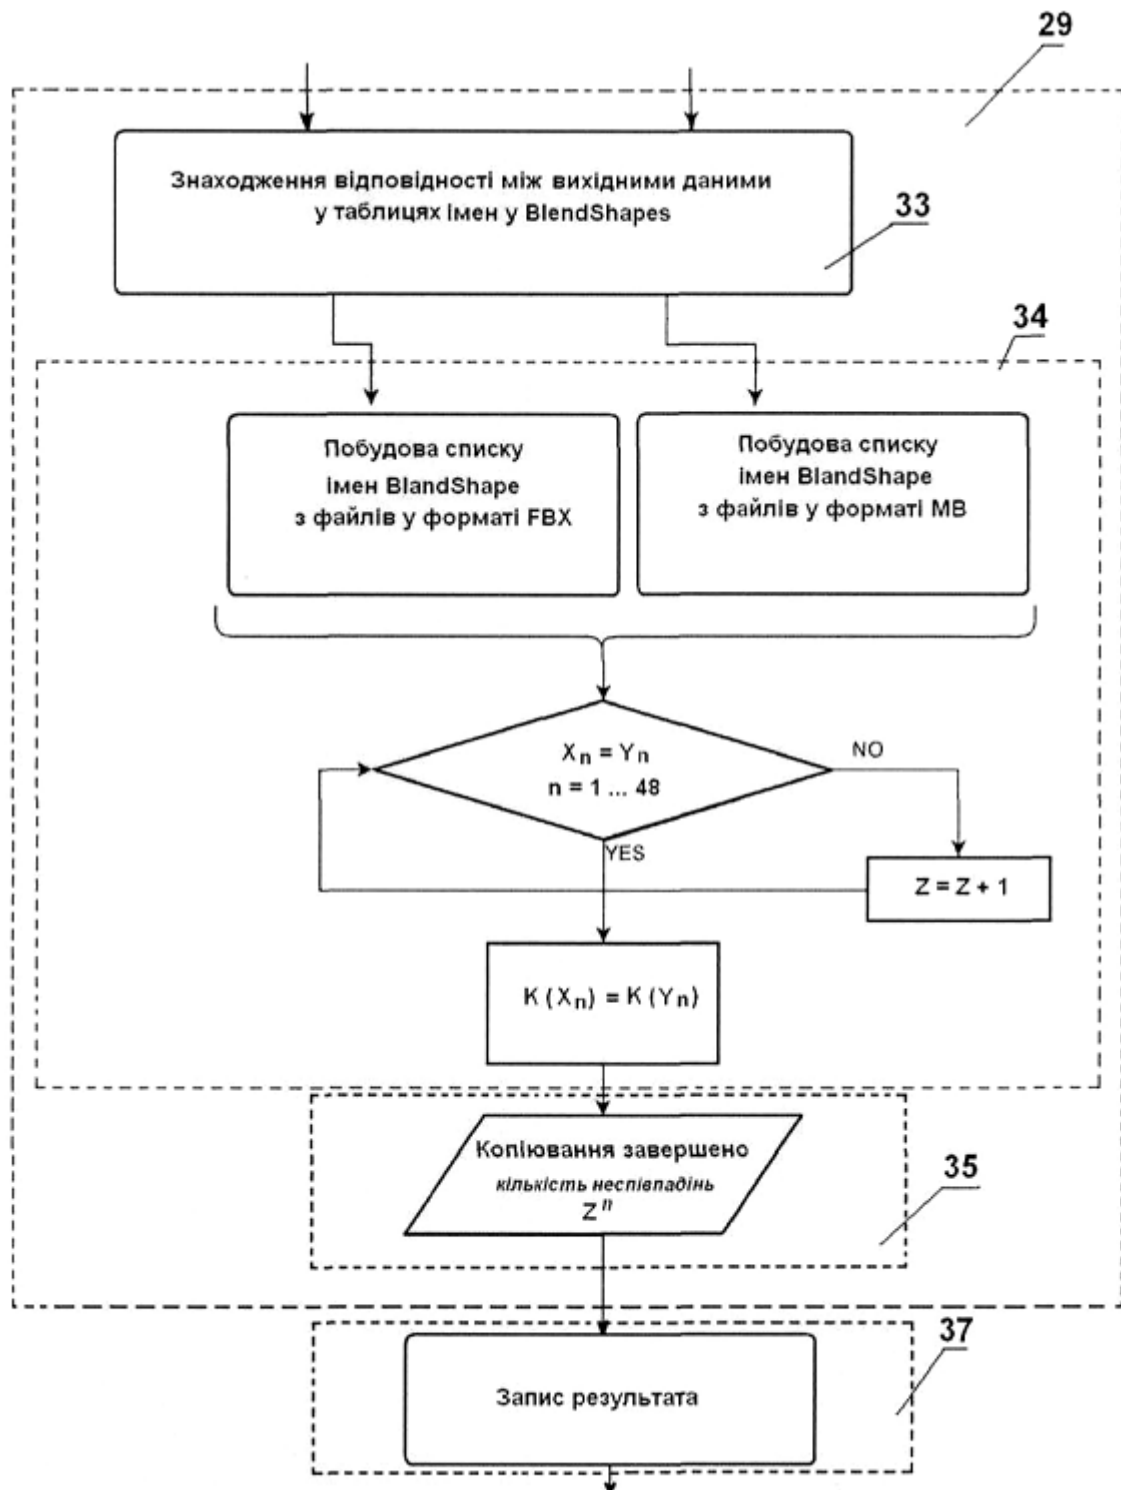 29
Знаходження відповідності між вихідними даними
у таблицях імен у BlendShapes
33
34
Побудова списку
імен BlandShape
з файлів у форматі FBX
Побудова списку
імен BlandShape
з файлів у форматі MB
Xn = Yn
n = 1 ... 48
NO
YES
Z = Z + 1
K (Xn) = K (Yn)
Копіювання завершено
кількість неспівпадінь
Z^n
35
37
Запис результата